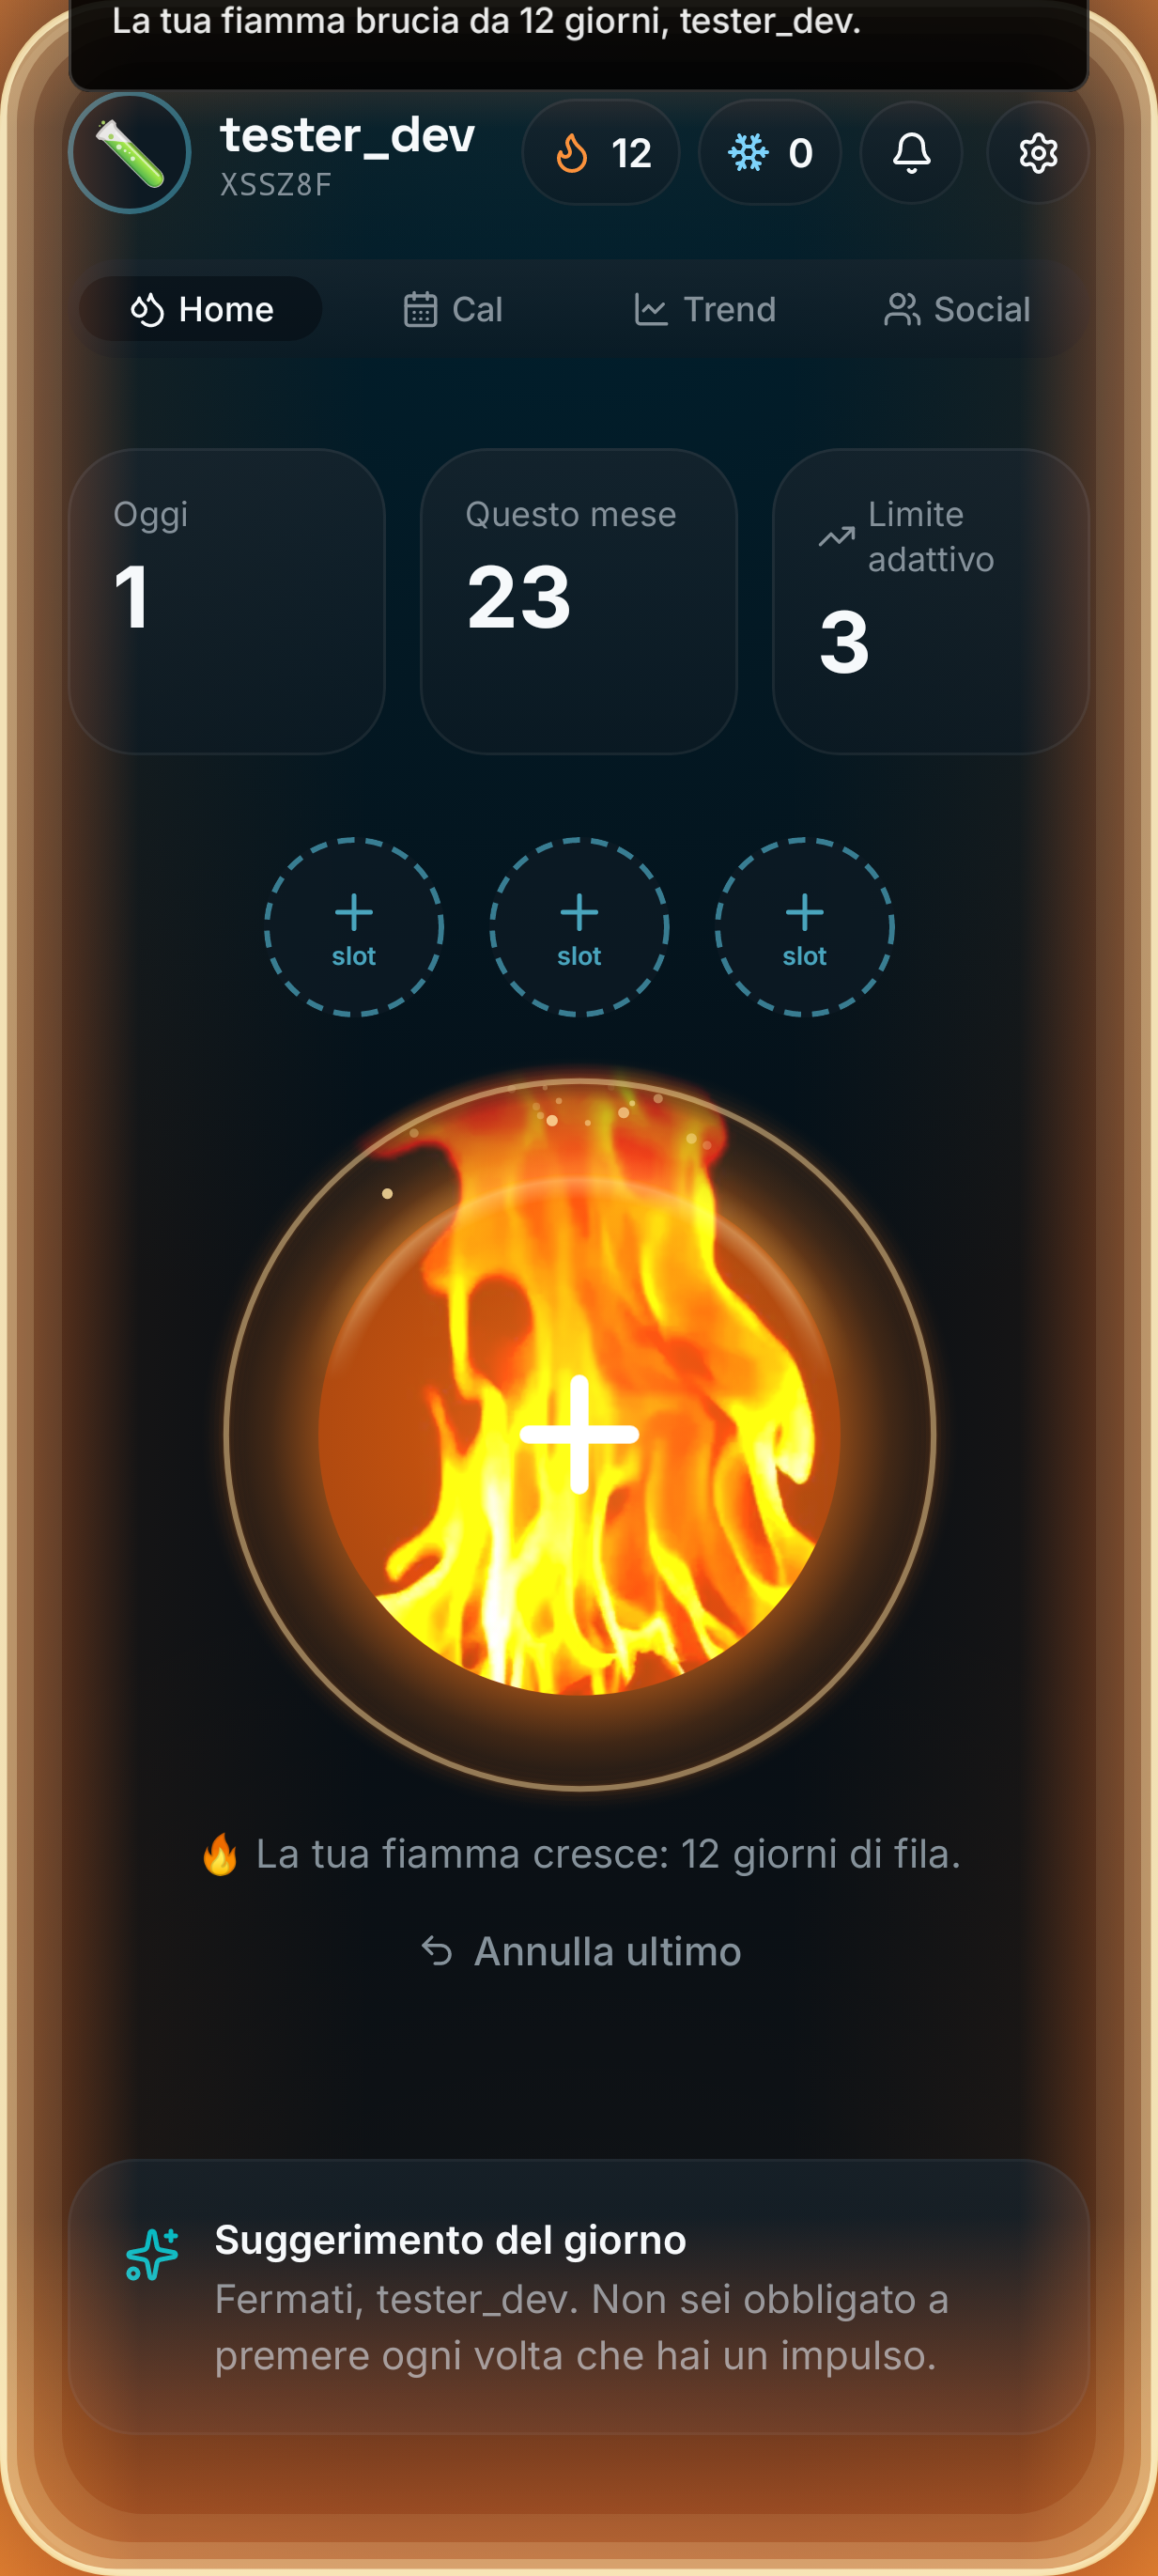 La tua fiamma brucia da 12 giorni, tester_dev.
tester_dev
XSSZ8F
12
0
Home
Cal
Trend
Social
Oggi
1
Questo mese
23
Limite
adattivo
3
slot
slot
slot
La tua fiamma cresce: 12 giorni di fila.
Annulla ultimo
Suggerimento del giorno
Fermati, tester_dev. Non sei obbligato a
premere ogni volta che hai un impulso.